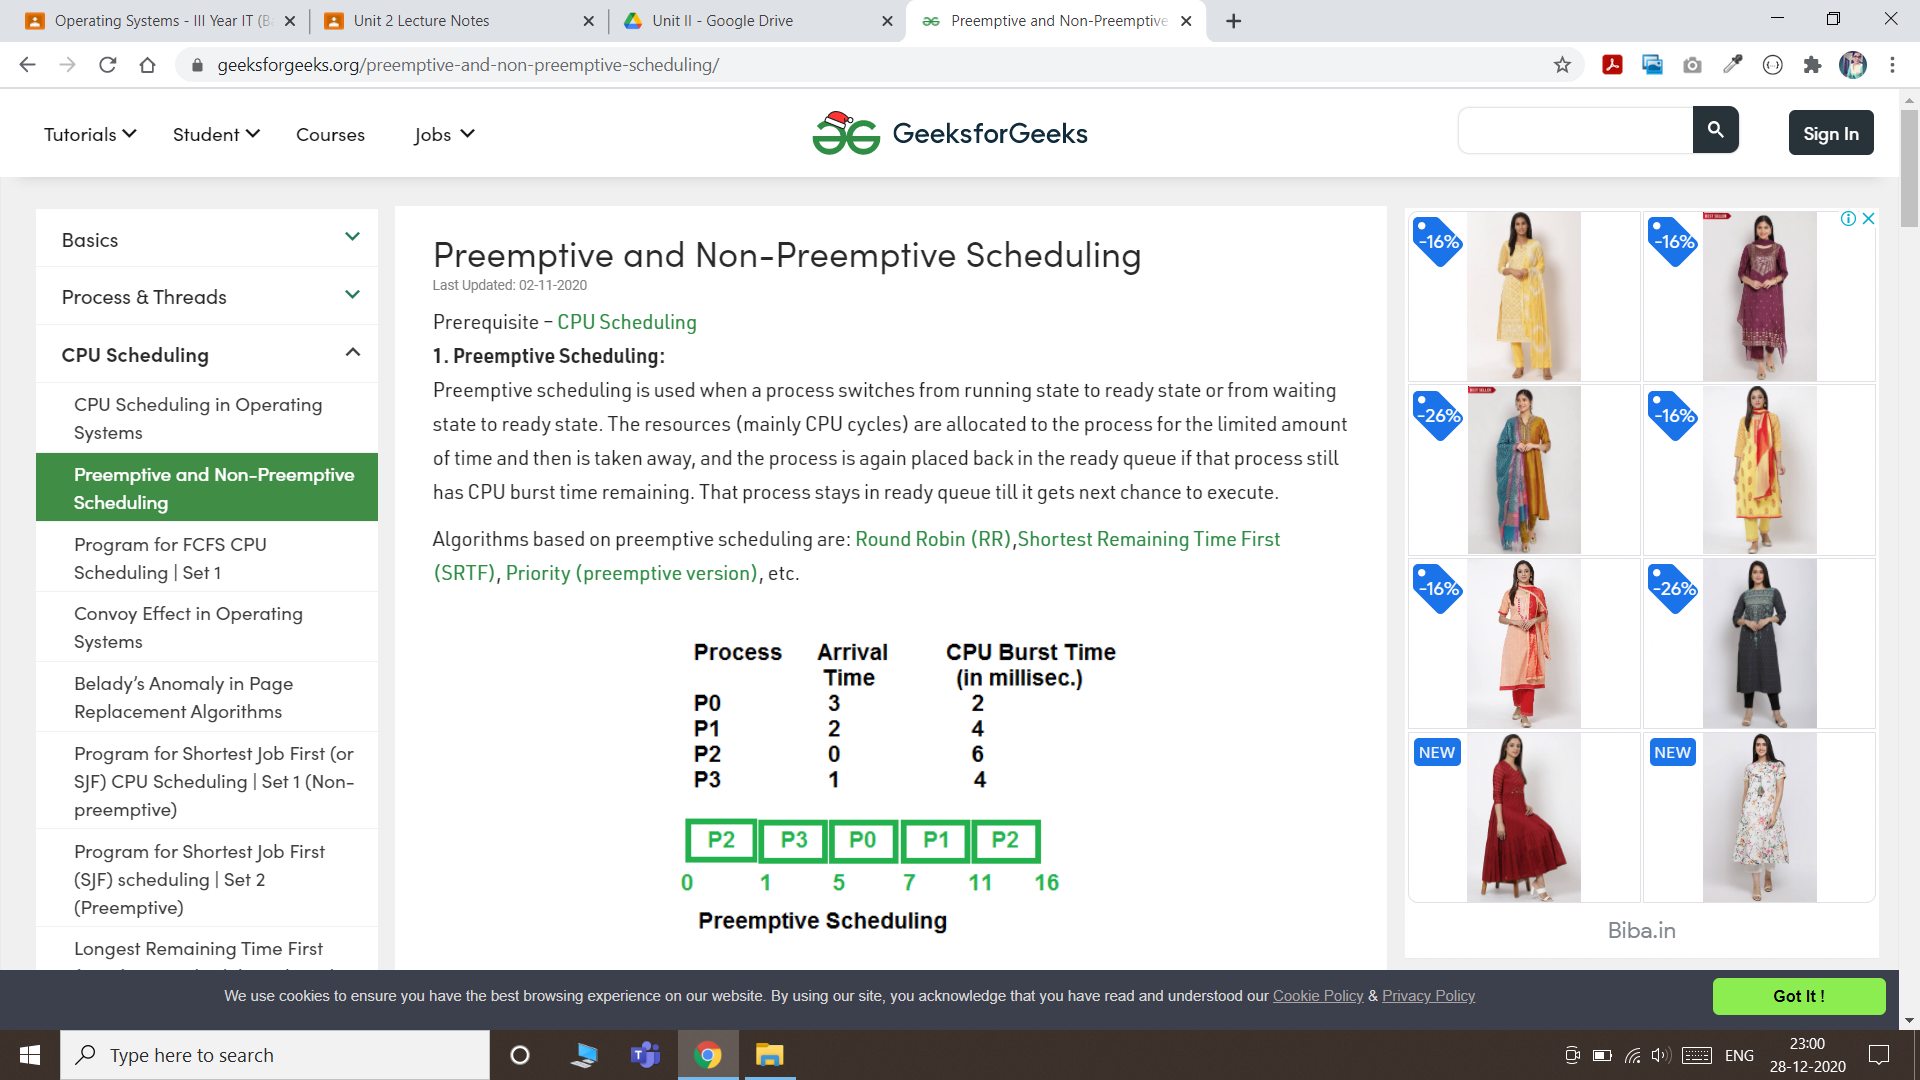 Operating Systems - III Year IT (B
Unit 2 Lecture Notes
Unit II - Google Drive
Preemptive and Non-Preemptive
geeksforgeeks.org/preemptive-and-non-preemptive-scheduling/
Tutorials
Student
Courses
Jobs
GeeksforGeeks
Sign In
Basics
Process & Threads
CPU Scheduling
CPU Scheduling in Operating
Systems
Preemptive and Non-Preemptive
Scheduling
Program for FCFS CPU
Scheduling | Set 1
Convoy Effect in Operating
Systems
Belady's Anomaly in Page
Replacement Algorithms
Program for Shortest Job First (or
SJF) CPU Scheduling | Set 1 (Non-
preemptive)
Program for Shortest Job First
(SJF) scheduling | Set 2
(Preemptive)
Longest Remaining Time First
Preemptive and Non-Preemptive Scheduling
Last Updated: 02-11-2020
Prerequisite – CPU Scheduling
1. Preemptive Scheduling:
Preemptive scheduling is used when a process switches from running state to ready state or from waiting
state to ready state. The resources (mainly CPU cycles) are allocated to the process for the limited amount
of time and then is taken away, and the process is again placed back in the ready queue if that process still
has CPU burst time remaining. That process stays in ready queue till it gets next chance to execute.
Algorithms based on preemptive scheduling are: Round Robin (RR),Shortest Remaining Time First
(SRTF), Priority (preemptive version), etc.
Process Arrival CPU Burst Time
Time (in millisec.)
P0 3 2
P1 2 4
P2 0 6
P3 1 4
P2 P3 P0 P1 P2
0 1 5 7 11 16
Preemptive Scheduling
-16%
BEST SELLER
-16%
BEST SELLER
-26%
-16%
-16%
-26%
NEW
NEW
Biba.in
We use cookies to ensure you have the best browsing experience on our website. By using our site, you acknowledge that you have read and understood our Cookie Policy & Privacy Policy
Got It !
Type here to search
ENG
23:00
28-12-2020